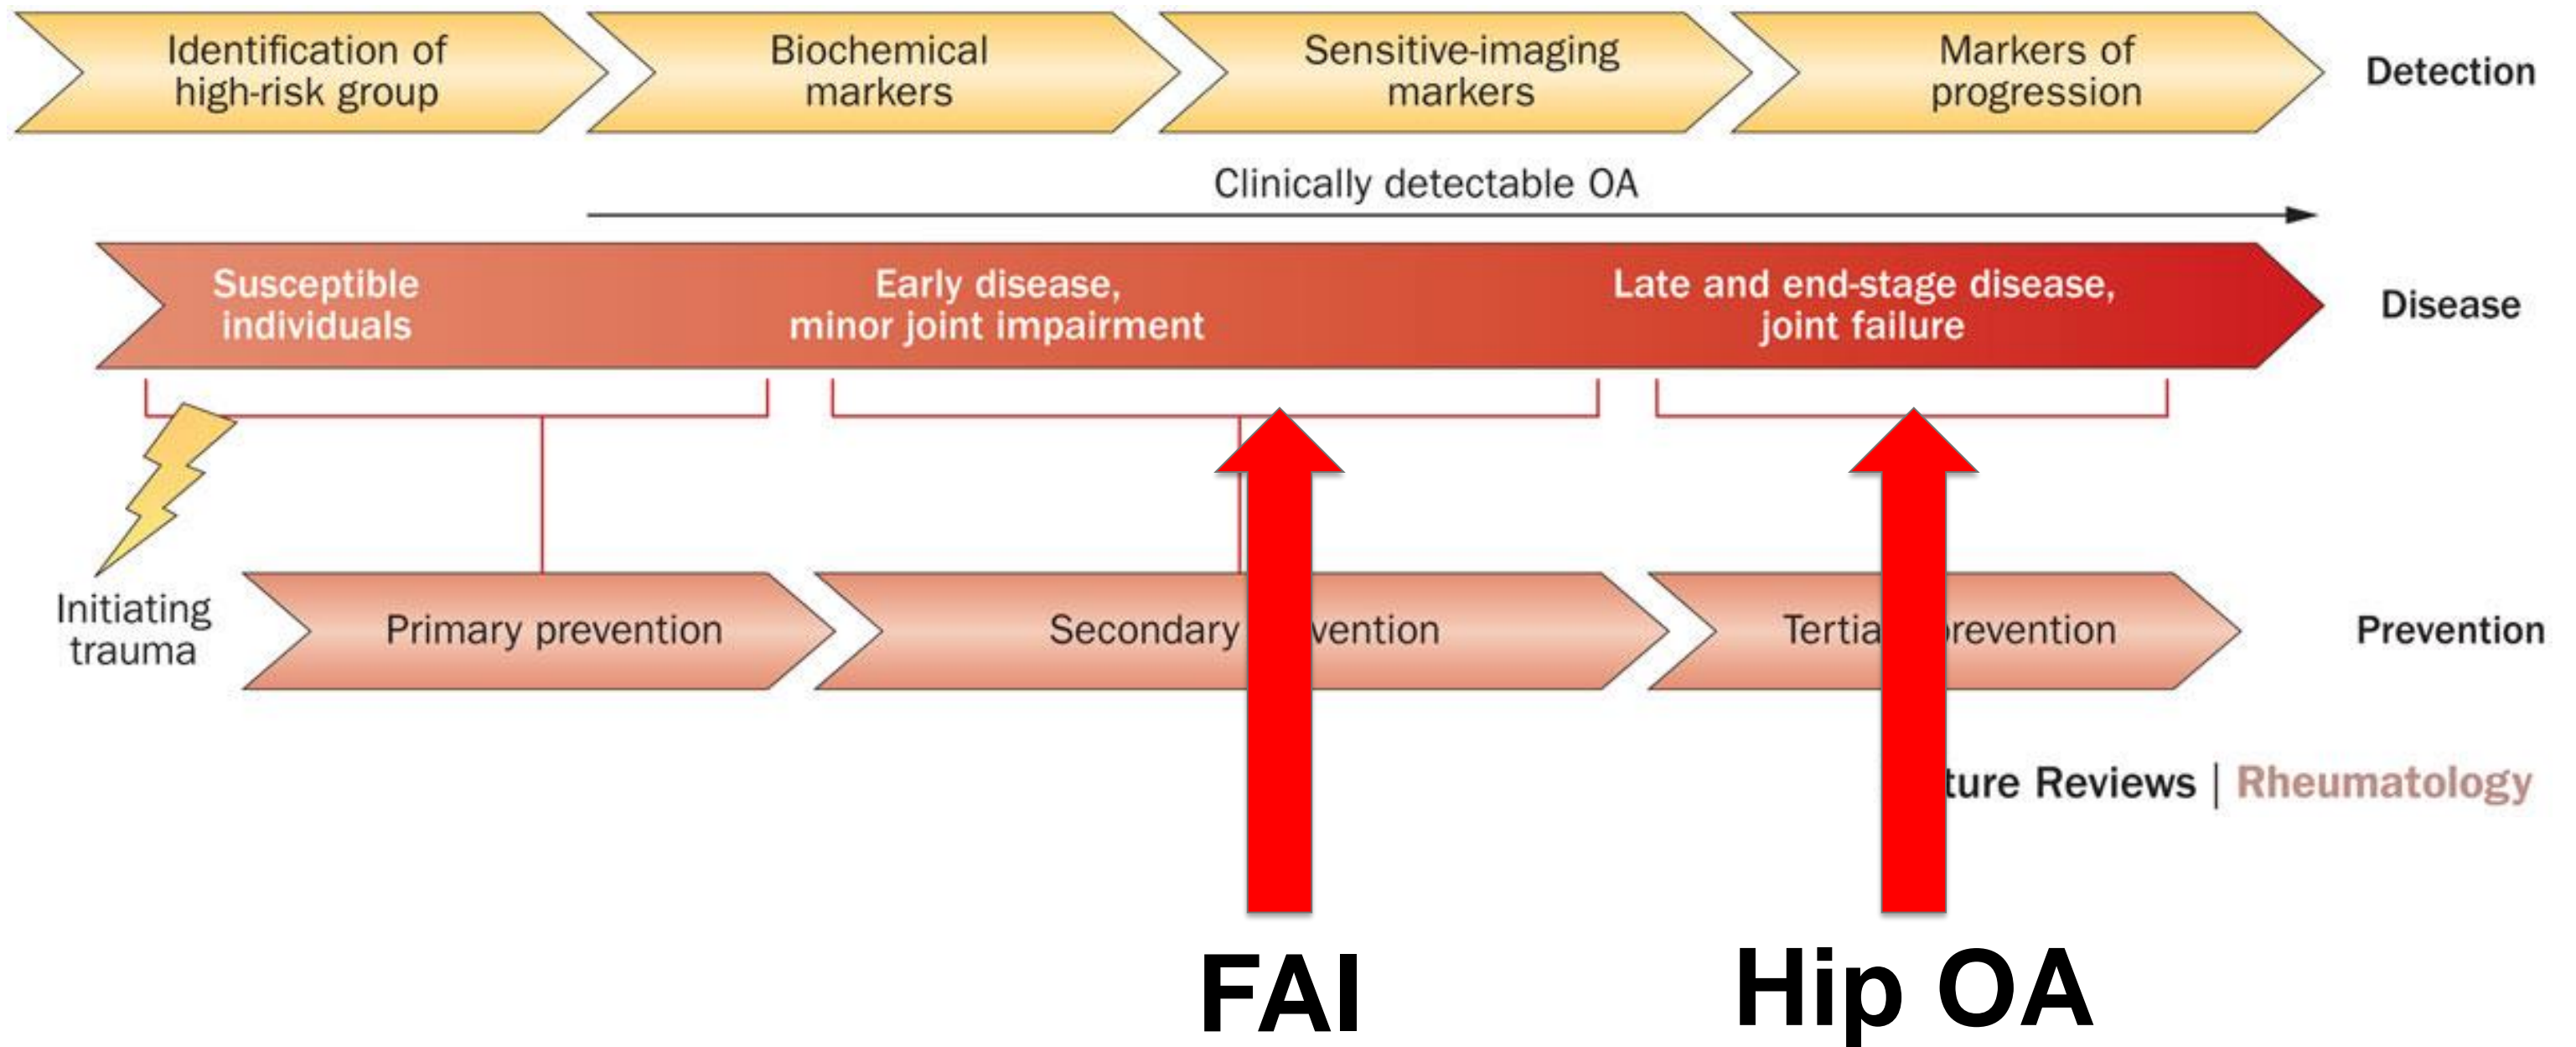 Identification of
high-risk group
Biochemical
markers
Sensitive-imaging
markers
Markers of
progression
Detection
Clinically detectable OA
Susceptible
individuals
Early disease,
minor joint impairment
Late and end-stage disease,
joint failure
Disease
Initiating
trauma
Primary prevention
Secondary vention
Tertia revention
Prevention
ture Reviews | Rheumatology
FAI
Hip OA